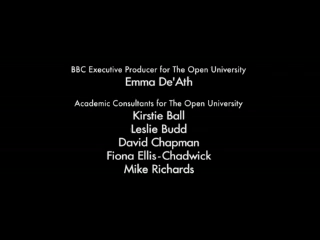 BBC Executive Producer for The Open University
Emma De'Ath
Academic Consultants for The Open University
Kirstie Ball
Leslie Budd
David Chapman
Fiona Ellis-Chadwick
Mike Richards